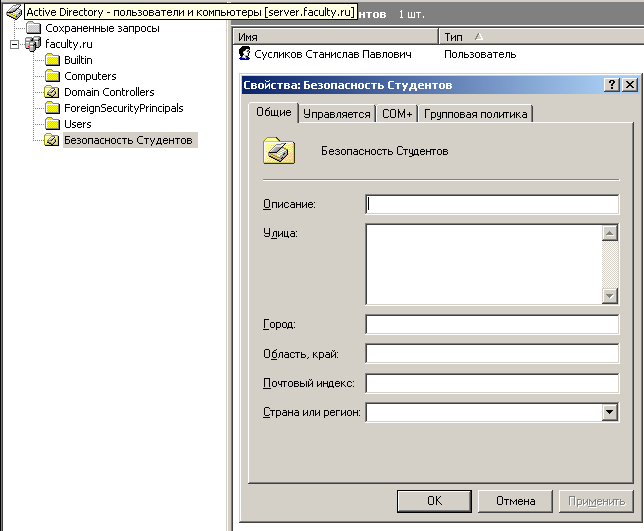 Active Directory - пользователи и компьютеры [server.faculty.ru]
Сохраненные запросы
faculty.ru
Builtin
Computers
Domain Controllers
ForeignSecurityPrincipals
Users
Безопасность Студентов
нтов 1 шт.
Имя Тип
Сусликов Станислав Павлович Пользователь
Свойства: Безопасность Студентов
Общие Управляется COM+ Групповая политика
Безопасность Студентов
Описание:
Улица:
Город:
Область, край:
Почтовый индекс:
Страна или регион:
OK Отмена Применить